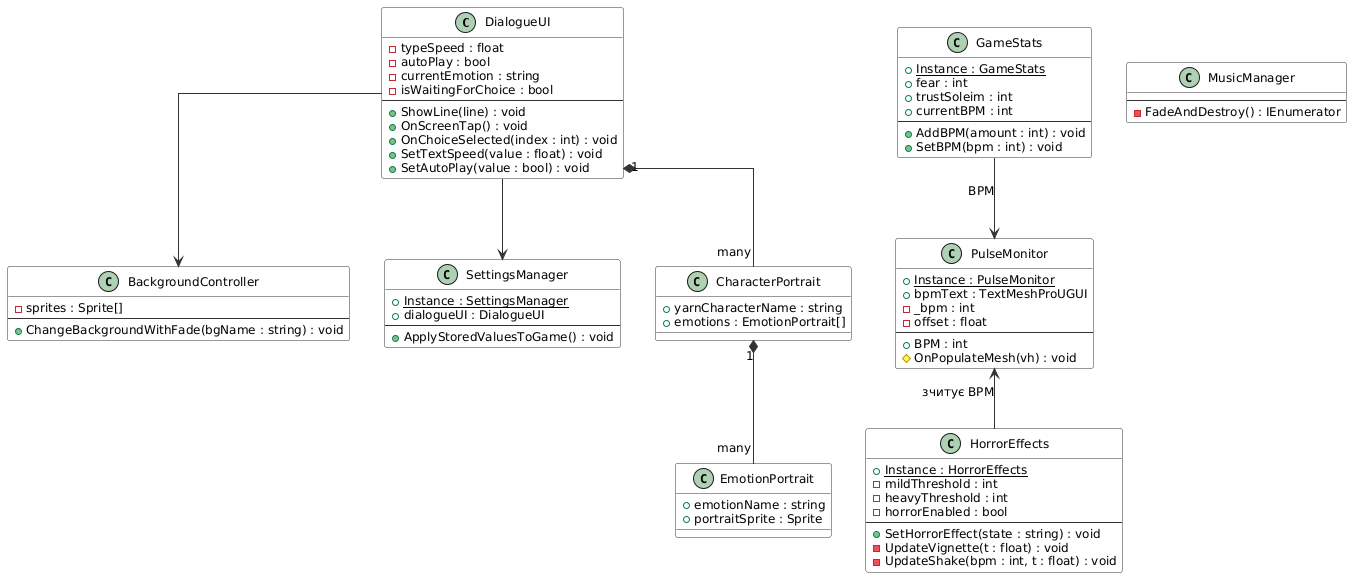 C DialogueUI
typeSpeed : float
autoPlay : bool
currentEmotion : string
isWaitingForChoice : bool
ShowLine(line) : void
OnScreenTap() : void
OnChoiceSelected(index : int) : void
SetTextSpeed(value : float) : void
SetAutoPlay(value : bool) : void
C GameStats
Instance : GameStats
fear : int
trustSoleim : int
currentBPM : int
AddBPM(amount : int) : void
SetBPM(bpm : int) : void
C MusicManager
FadeAndDestroy() : IEnumerator
1
many
BPM
C BackgroundController
sprites : Sprite[]
ChangeBackgroundWithFade(bgName : string) : void
C SettingsManager
Instance : SettingsManager
dialogueUI : DialogueUI
ApplyStoredValuesToGame() : void
C CharacterPortrait
yarnCharacterName : string
emotions : EmotionPortrait[]
C PulseMonitor
Instance : PulseMonitor
bpmText : TextMeshProUGUI
_bpm : int
offset : float
BPM : int
OnPopulateMesh(vh) : void
1
many
зчитує BPM
C EmotionPortrait
emotionName : string
portraitSprite : Sprite
C HorrorEffects
Instance : HorrorEffects
mildThreshold : int
heavyThreshold : int
horrorEnabled : bool
SetHorrorEffect(state : string) : void
UpdateVignette(t : float) : void
UpdateShake(bpm : int, t : float) : void